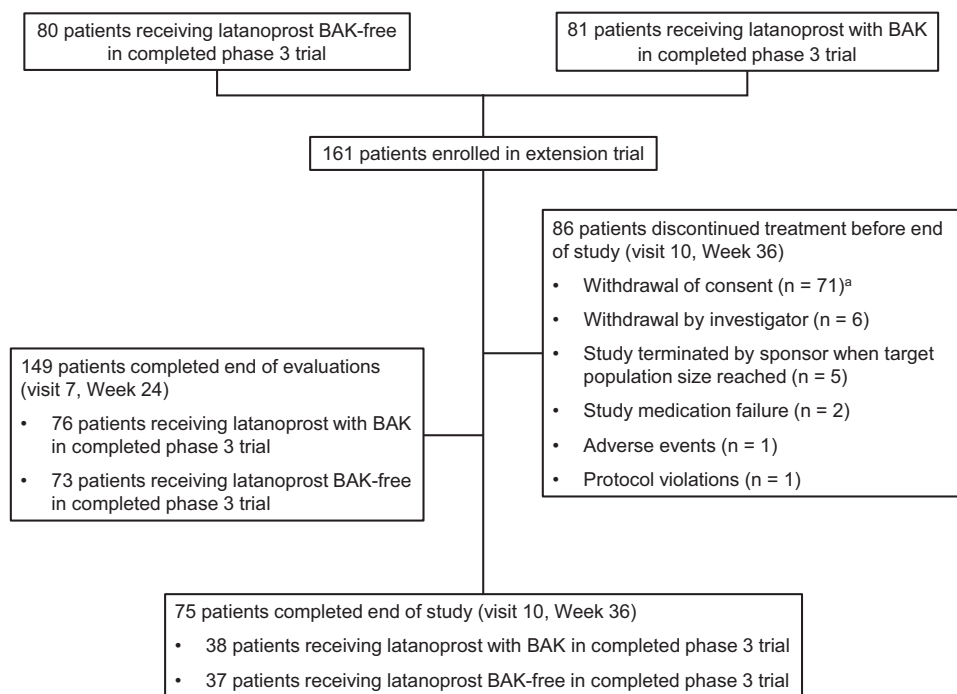 80 patients receiving latanoprost BAK-free
in completed phase 3 trial
81 patients receiving latanoprost with BAK
in completed phase 3 trial
161 patients enrolled in extension trial
86 patients discontinued treatment before end
of study (visit 10, Week 36)
• Withdrawal of consent (n = 71)ᵃ
• Withdrawal by investigator (n = 6)
• Study terminated by sponsor when target
population size reached (n = 5)
• Study medication failure (n = 2)
• Adverse events (n = 1)
• Protocol violations (n = 1)
149 patients completed end of evaluations
(visit 7, Week 24)
• 76 patients receiving latanoprost with BAK
in completed phase 3 trial
• 73 patients receiving latanoprost BAK-free
in completed phase 3 trial
75 patients completed end of study (visit 10, Week 36)
• 38 patients receiving latanoprost with BAK in completed phase 3 trial
• 37 patients receiving latanoprost BAK-free in completed phase 3 trial